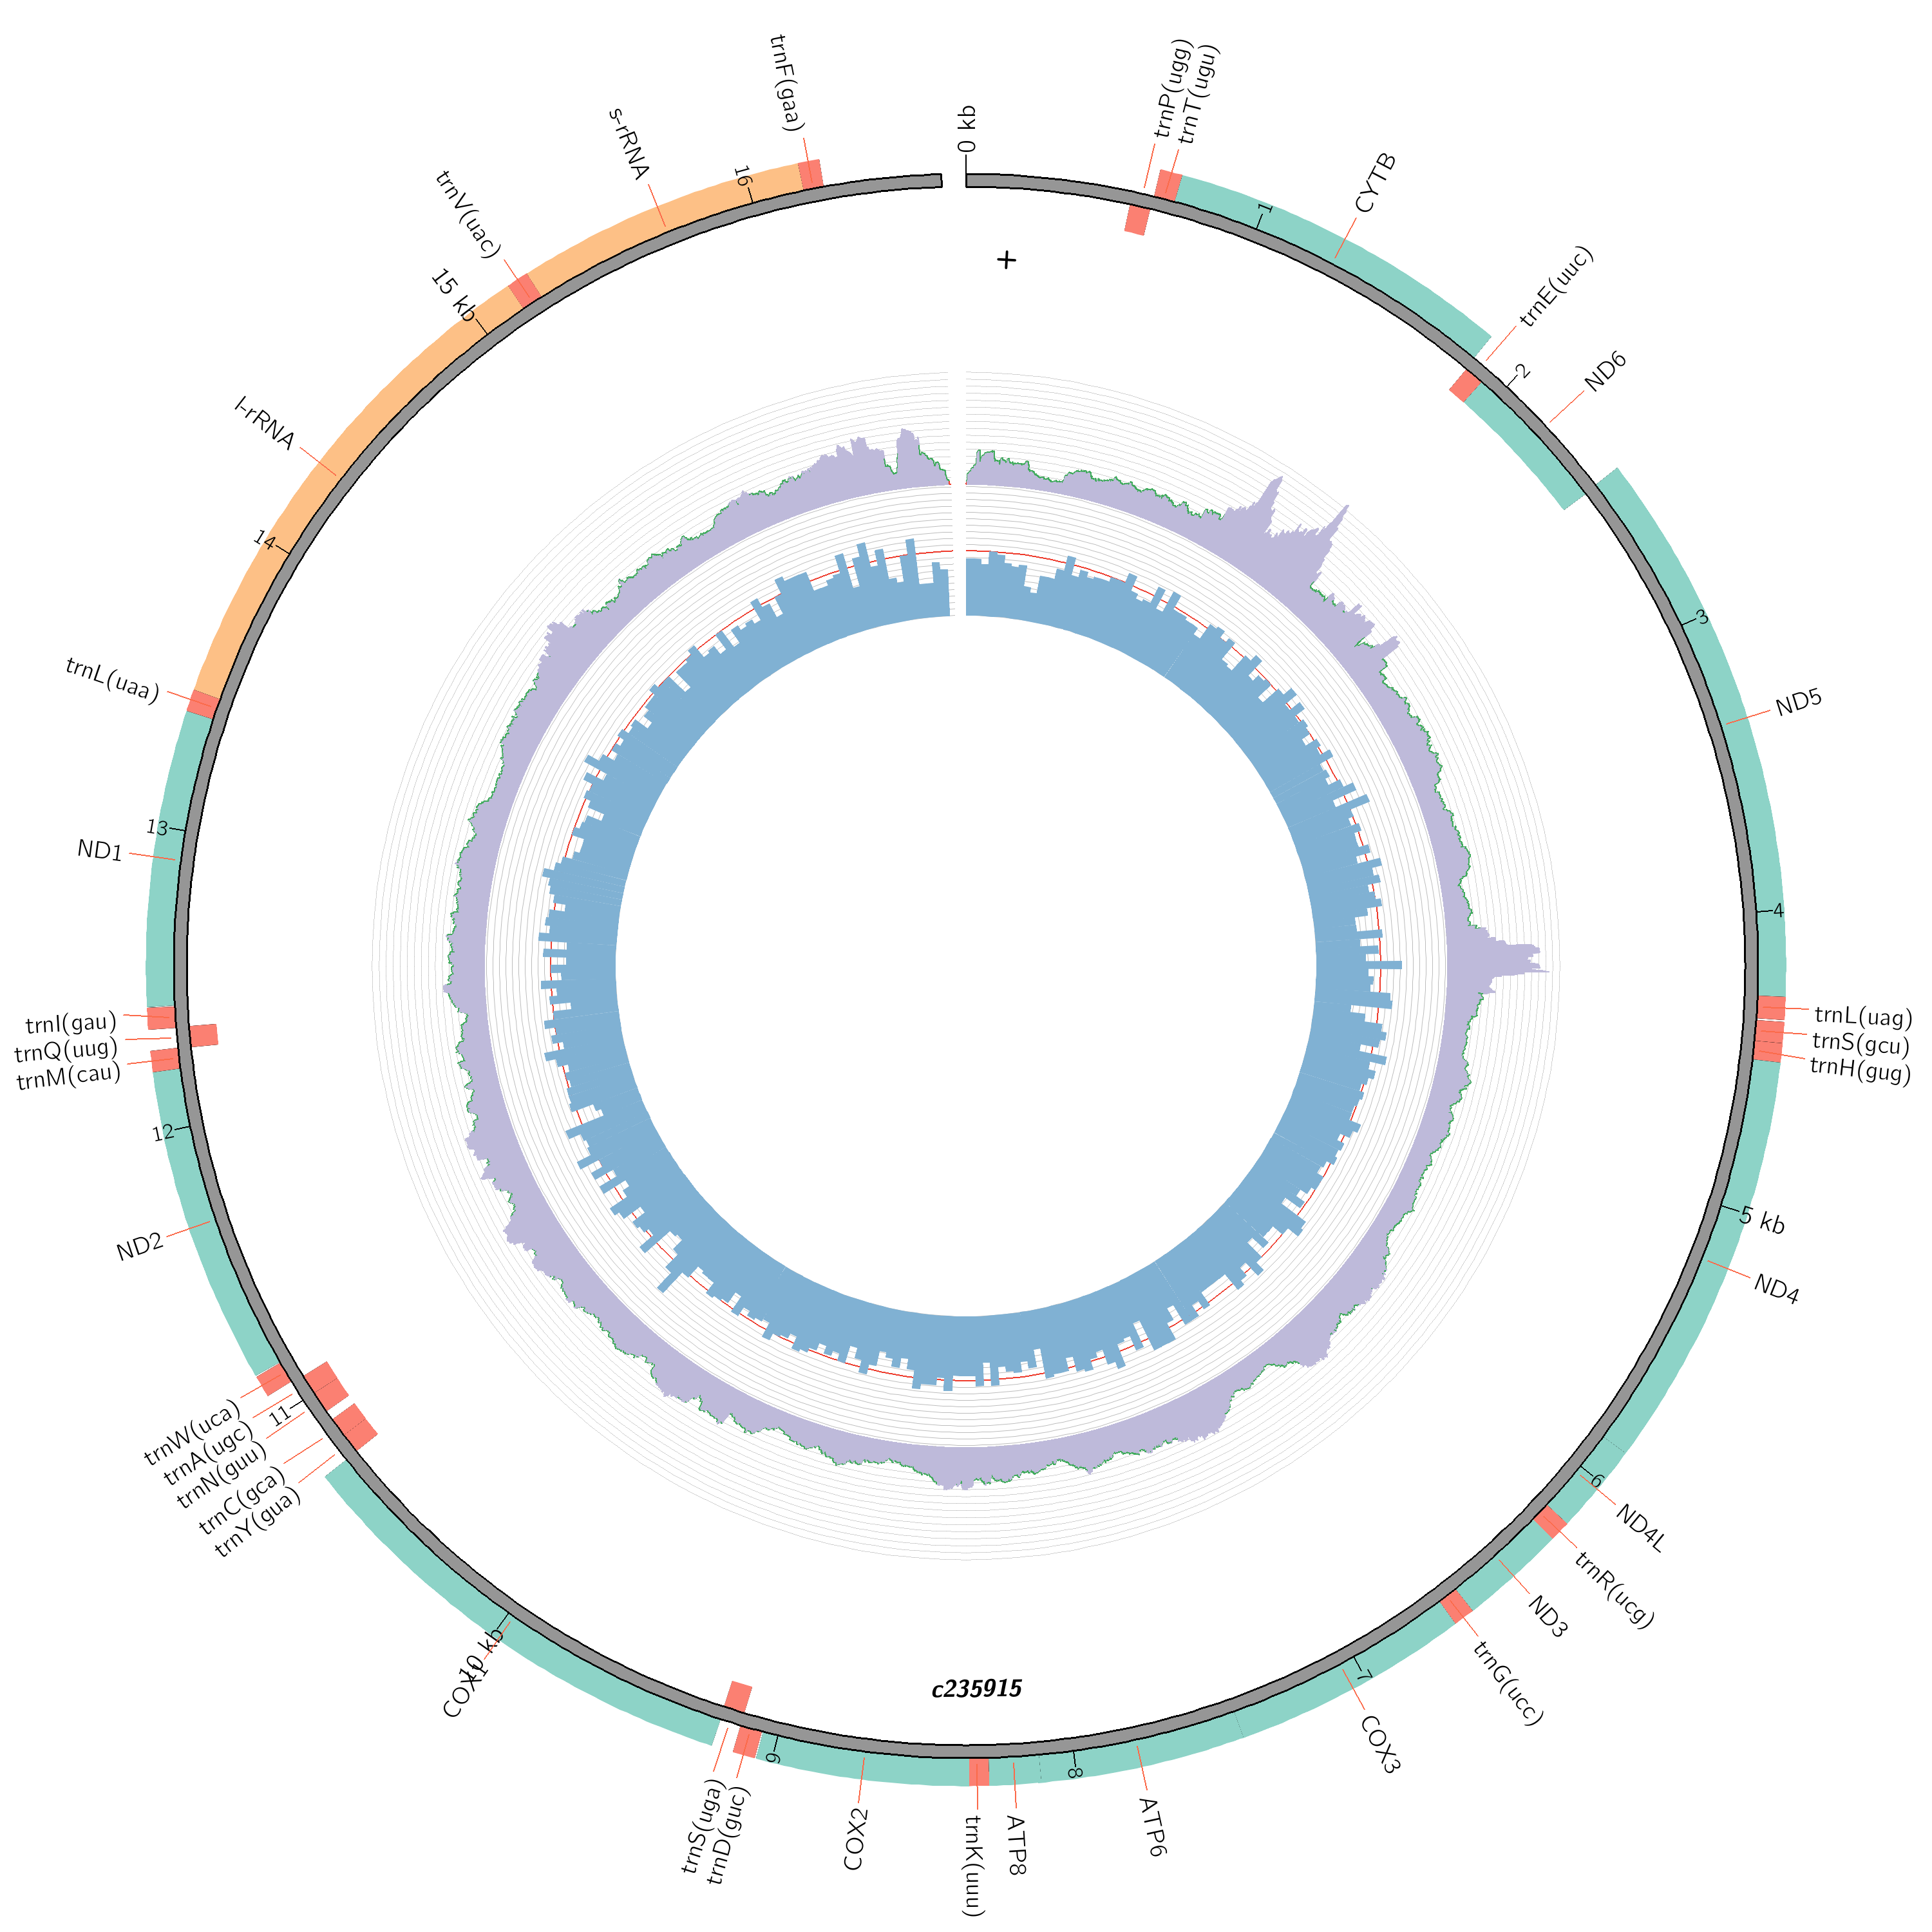 0 kb
trnP(ugg)
trnT(ugu)
1
CYTB
trnE(uuc)
2
ND6
3
ND5
4
trnL(uag)
trnS(gcu)
trnH(gug)
5 kb
ND4
6
ND4L
trnR(ucg)
ND3
trnG(ucc)
7
COX3
8
ATP6
ATP8
trnK(uuu)
COX2
9
trnD(guc)
trnS(uga)
10 kb
COX1
trnY(gua)
trnC(gca)
trnN(guu)
11
trnA(ugc)
trnW(uca)
ND2
12
trnM(cau)
trnQ(uug)
trnI(gau)
ND1
13
trnL(uaa)
14
l-rRNA
15 kb
trnV(uac)
s-rRNA
16
trnF(gaa)
+
c235915